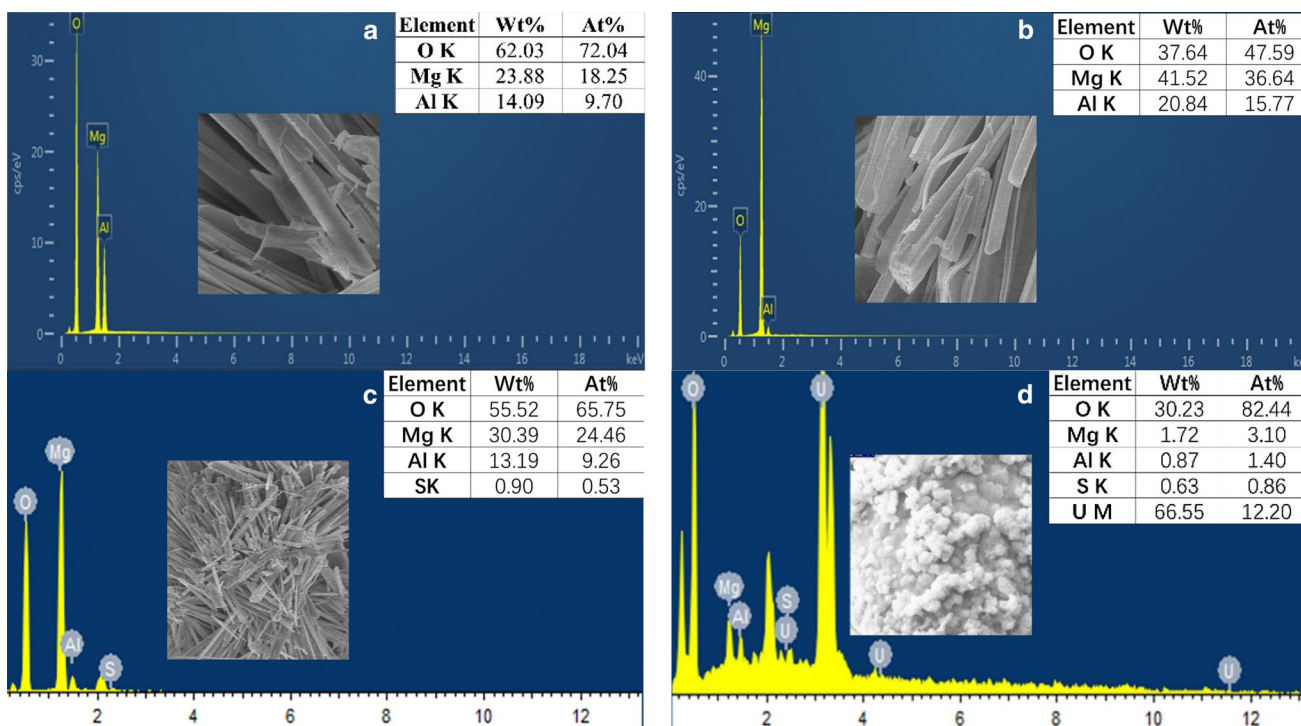 a
Element Wt% At%
O K 62.03 72.04
Mg K 23.88 18.25
Al K 14.09 9.70
O
Mg
Al
cps/eV
30
20
10
0
0 2 4 6 8 10 12 14 16 18 keV
b
Element Wt% At%
O K 37.64 47.59
Mg K 41.52 36.64
Al K 20.84 15.77
Mg
O
Al
cps/eV
40
20
0
0 2 4 6 8 10 12 14 16 18
c
Element Wt% At%
O K 55.52 65.75
Mg K 30.39 24.46
Al K 13.19 9.26
SK 0.90 0.53
Mg
O
Al
S
2 4 6 8 10 12
d
Element Wt% At%
O K 30.23 82.44
Mg K 1.72 3.10
Al K 0.87 1.40
S K 0.63 0.86
U M 66.55 12.20
O
U
Mg
Al
S
U
U
U
2 4 6 8 10 12